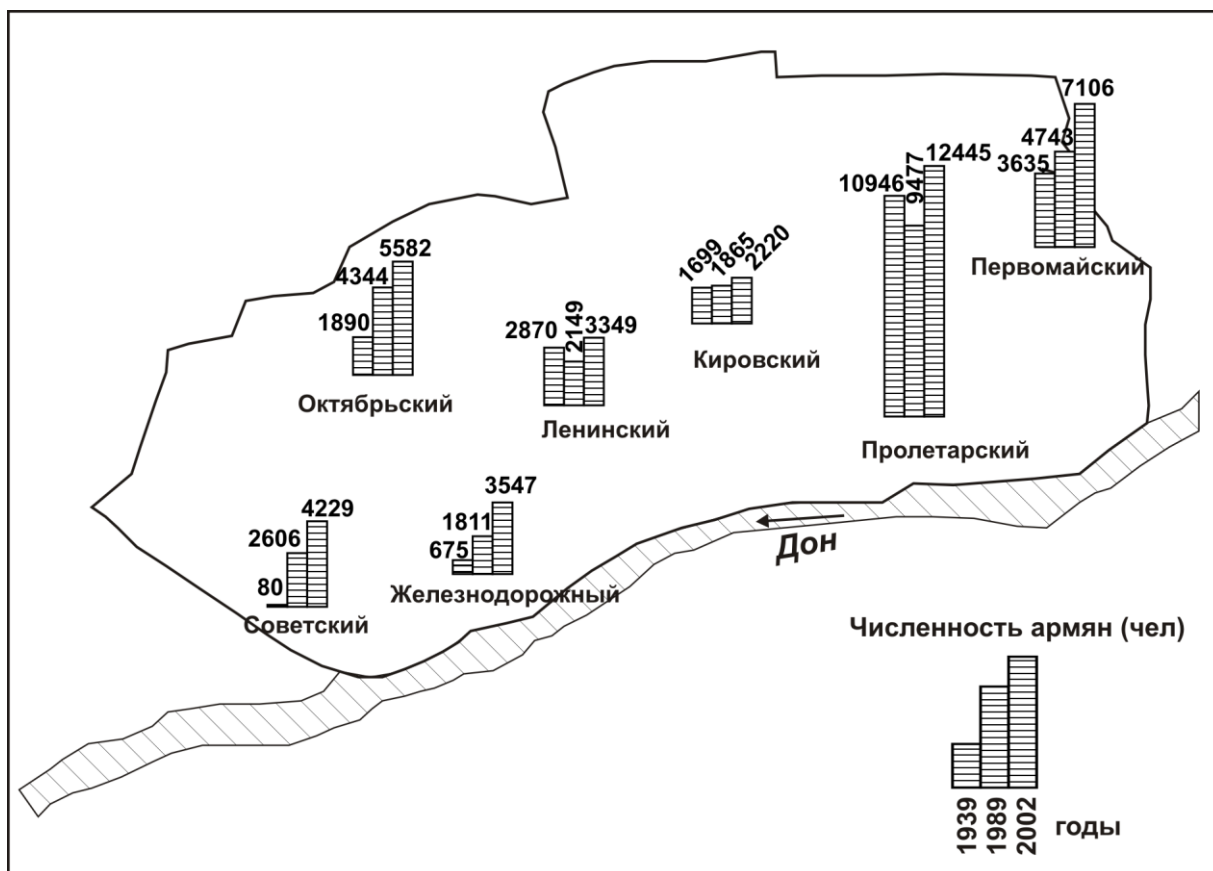 7106
4743
3635
Первомайский
12445
9477
10946
Пролетарский
1699 1865 2220
Кировский
5582
4344
1890
Октябрьский
2870 2149 3349
Ленинский
4229
2606
80
Советский
3547
1811
675
Железнодорожный
Дон
Численность армян (чел)
1939 1989 2002 годы